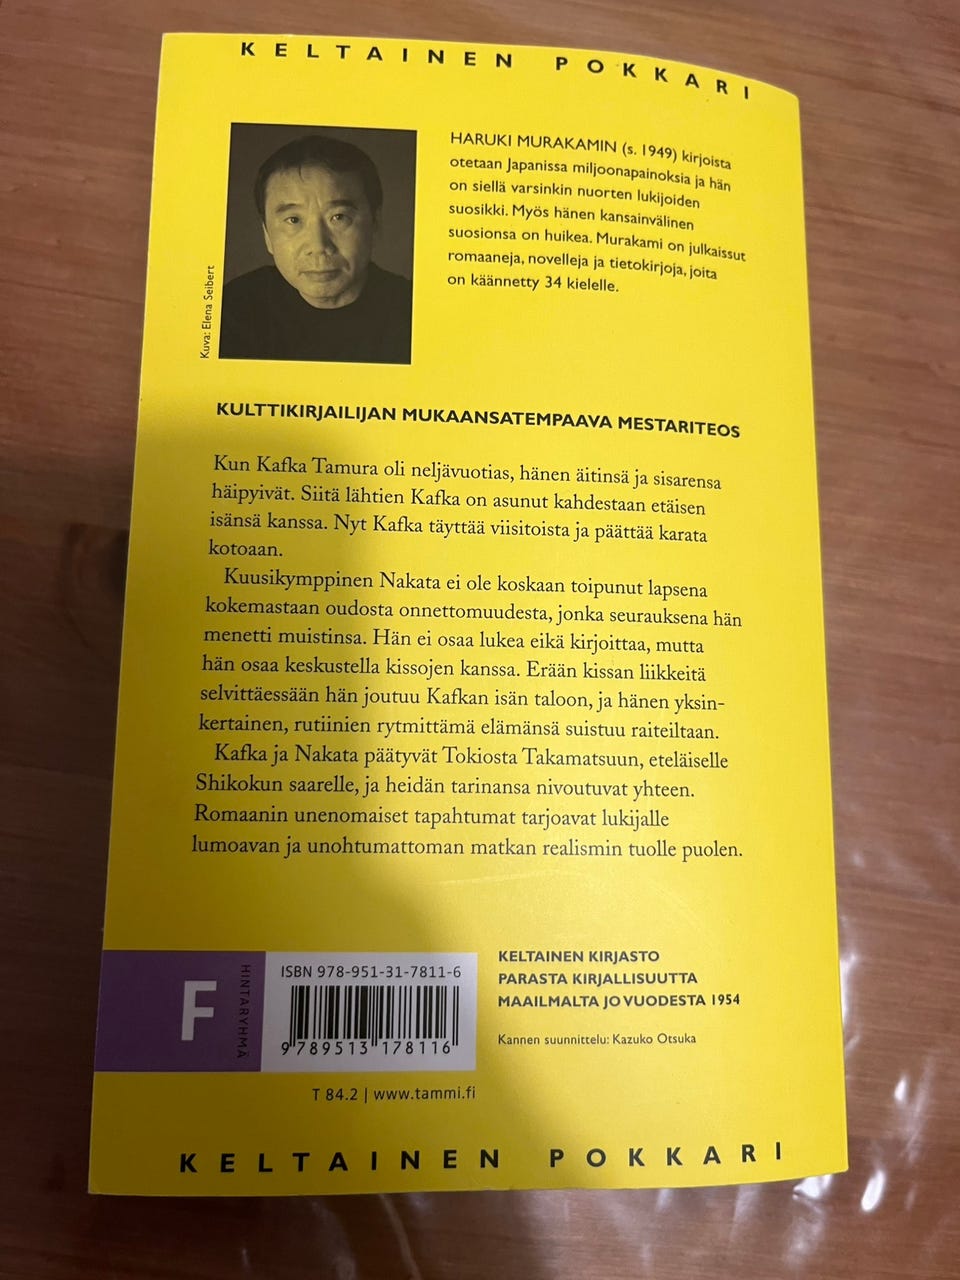 KELTAINEN POKKARI
HARUKI MURAKAMIN (s. 1949) kirjoista
otetaan Japanissa miljoonapainoksia ja hän
on siellä varsinkin nuorten lukijoiden
suosikki. Myös hänen kansainvälinen
suosionsa on huikea. Murakami on julkaissut
romaaneja, novelleja ja tietokirjoja, joita
on käännetty 34 kielelle.
Kuva: Elena Seibert
KULTTIKIRJAILIJAN MUKAANSATEMPAAVA MESTARITEOS
Kun Kafka Tamura oli neljävuotias, hänen äitinsä ja sisarensa
häipyivät. Siitä lähtien Kafka on asunut kahdestaan etäisen
isänsä kanssa. Nyt Kafka täyttää viisitoista ja päättää karata
kotoaan.
Kuusikymppinen Nakata ei ole koskaan toipunut lapsena
kokemastaan oudosta onnettomuudesta, jonka seurauksena hän
menetti muistinsa. Hän ei osaa lukea eikä kirjoittaa, mutta
hän osaa keskustella kissojen kanssa. Erään kissan liikkeitä
selvittäessään hän joutuu Kafkan isän taloon, ja hänen yksin-
kertainen, rutiinien rytmittämä elämänsä suistuu raiteiltaan.
Kafka ja Nakata päätyvät Tokiosta Takamatsuun, eteläiselle
Shikokun saarelle, ja heidän tarinansa nivoutuvat yhteen.
Romaanin unenomaiset tapahtumat tarjoavat lukijalle
lumoavan ja unohtumattoman matkan realismin tuolle puolen.
F
HINTARYHMÄ
ISBN 978-951-31-7811-6
9 789513 178116
T 84.2 | www.tammi.fi
KELTAINEN KIRJASTO
PARASTA KIRJALLISUUTTA
MAAILMALTA JO VUODESTA 1954
Kannen suunnittelu: Kazuko Otsuka
KELTAINEN POKKARI